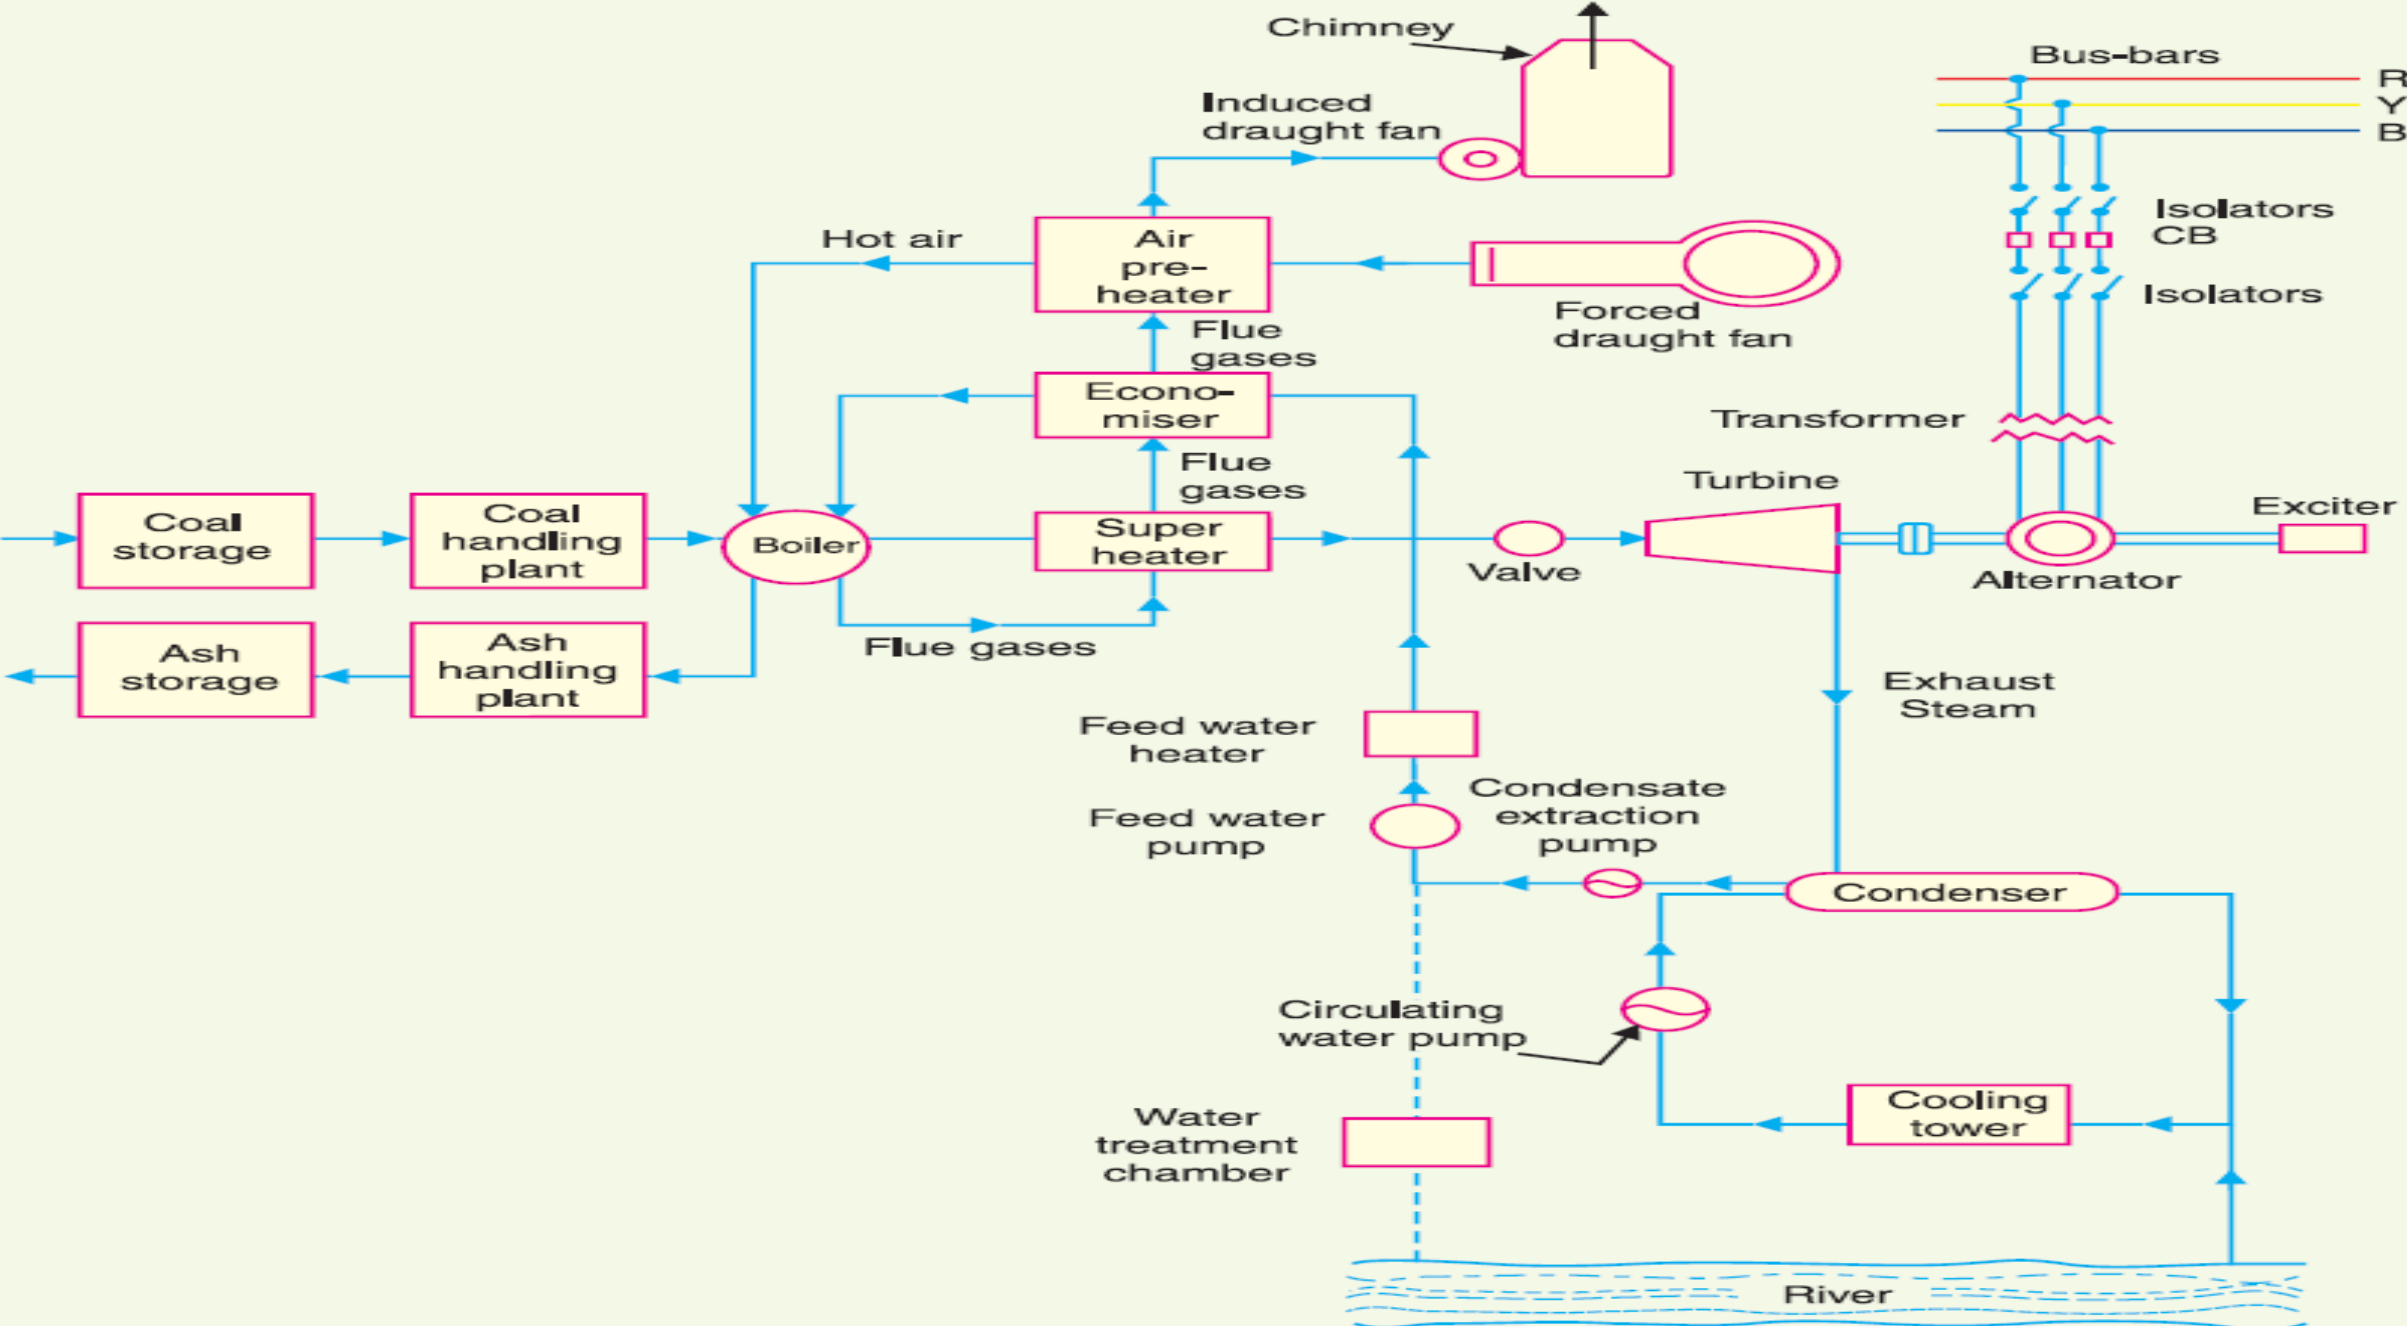 Chimney
Bus-bars
R
Y
B
Induced
draught fan
Isolators
CB
Isolators
Hot air
Air
pre-
heater
Forced
draught fan
Flue
gases
Econo-
miser
Transformer
Flue
gases
Turbine
Exciter
Coal
storage
Coal
handling
plant
Boiler
Super
heater
Valve
Alternator
Flue gases
Ash
storage
Ash
handling
plant
Exhaust
Steam
Feed water
heater
Condensate
extraction
pump
Feed water
pump
Condenser
Circulating
water pump
Cooling
tower
Water
treatment
chamber
River